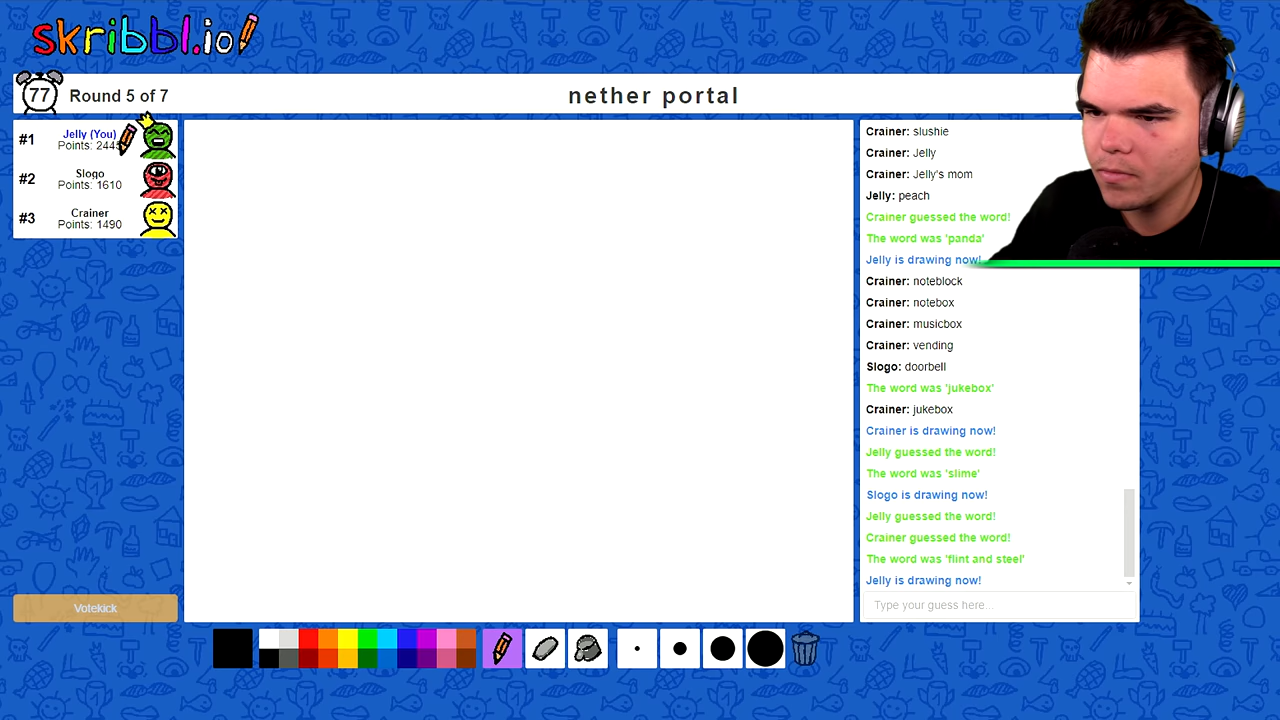 skribbl.io
77
Round 5 of 7
nether portal
#1
Jelly (You)
Points: 244
#2
Slogo
Points: 1610
#3
Crainer
Points: 1490
Votekick
Crainer: slushie
Crainer: Jelly
Crainer: Jelly's mom
Jelly: peach
Crainer guessed the word!
The word was 'panda'
Jelly is drawing now!
Crainer: noteblock
Crainer: notebox
Crainer: musicbox
Crainer: vending
Slogo: doorbell
The word was 'jukebox'
Crainer: jukebox
Crainer is drawing now!
Jelly guessed the word!
The word was 'slime'
Slogo is drawing now!
Jelly guessed the word!
Crainer guessed the word!
The word was 'flint and steel'
Jelly is drawing now!
Type your guess here...